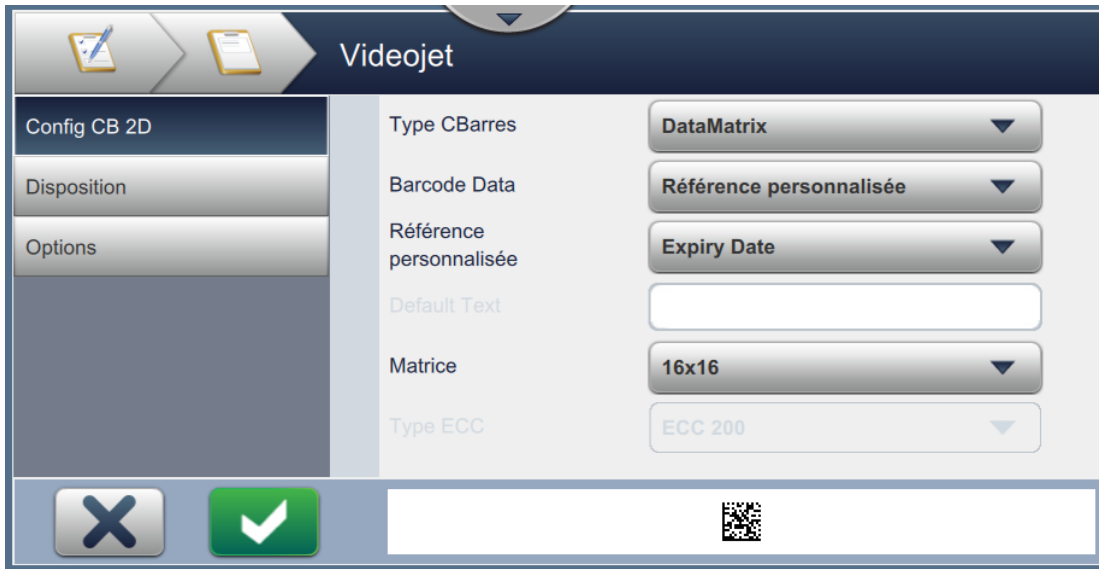 Videojet
Config CB 2D
Disposition
Options
Type CBarres
DataMatrix
Barcode Data
Référence personnalisée
Référence
personnalisée
Expiry Date
Default Text
Matrice
16x16
Type ECC
ECC 200